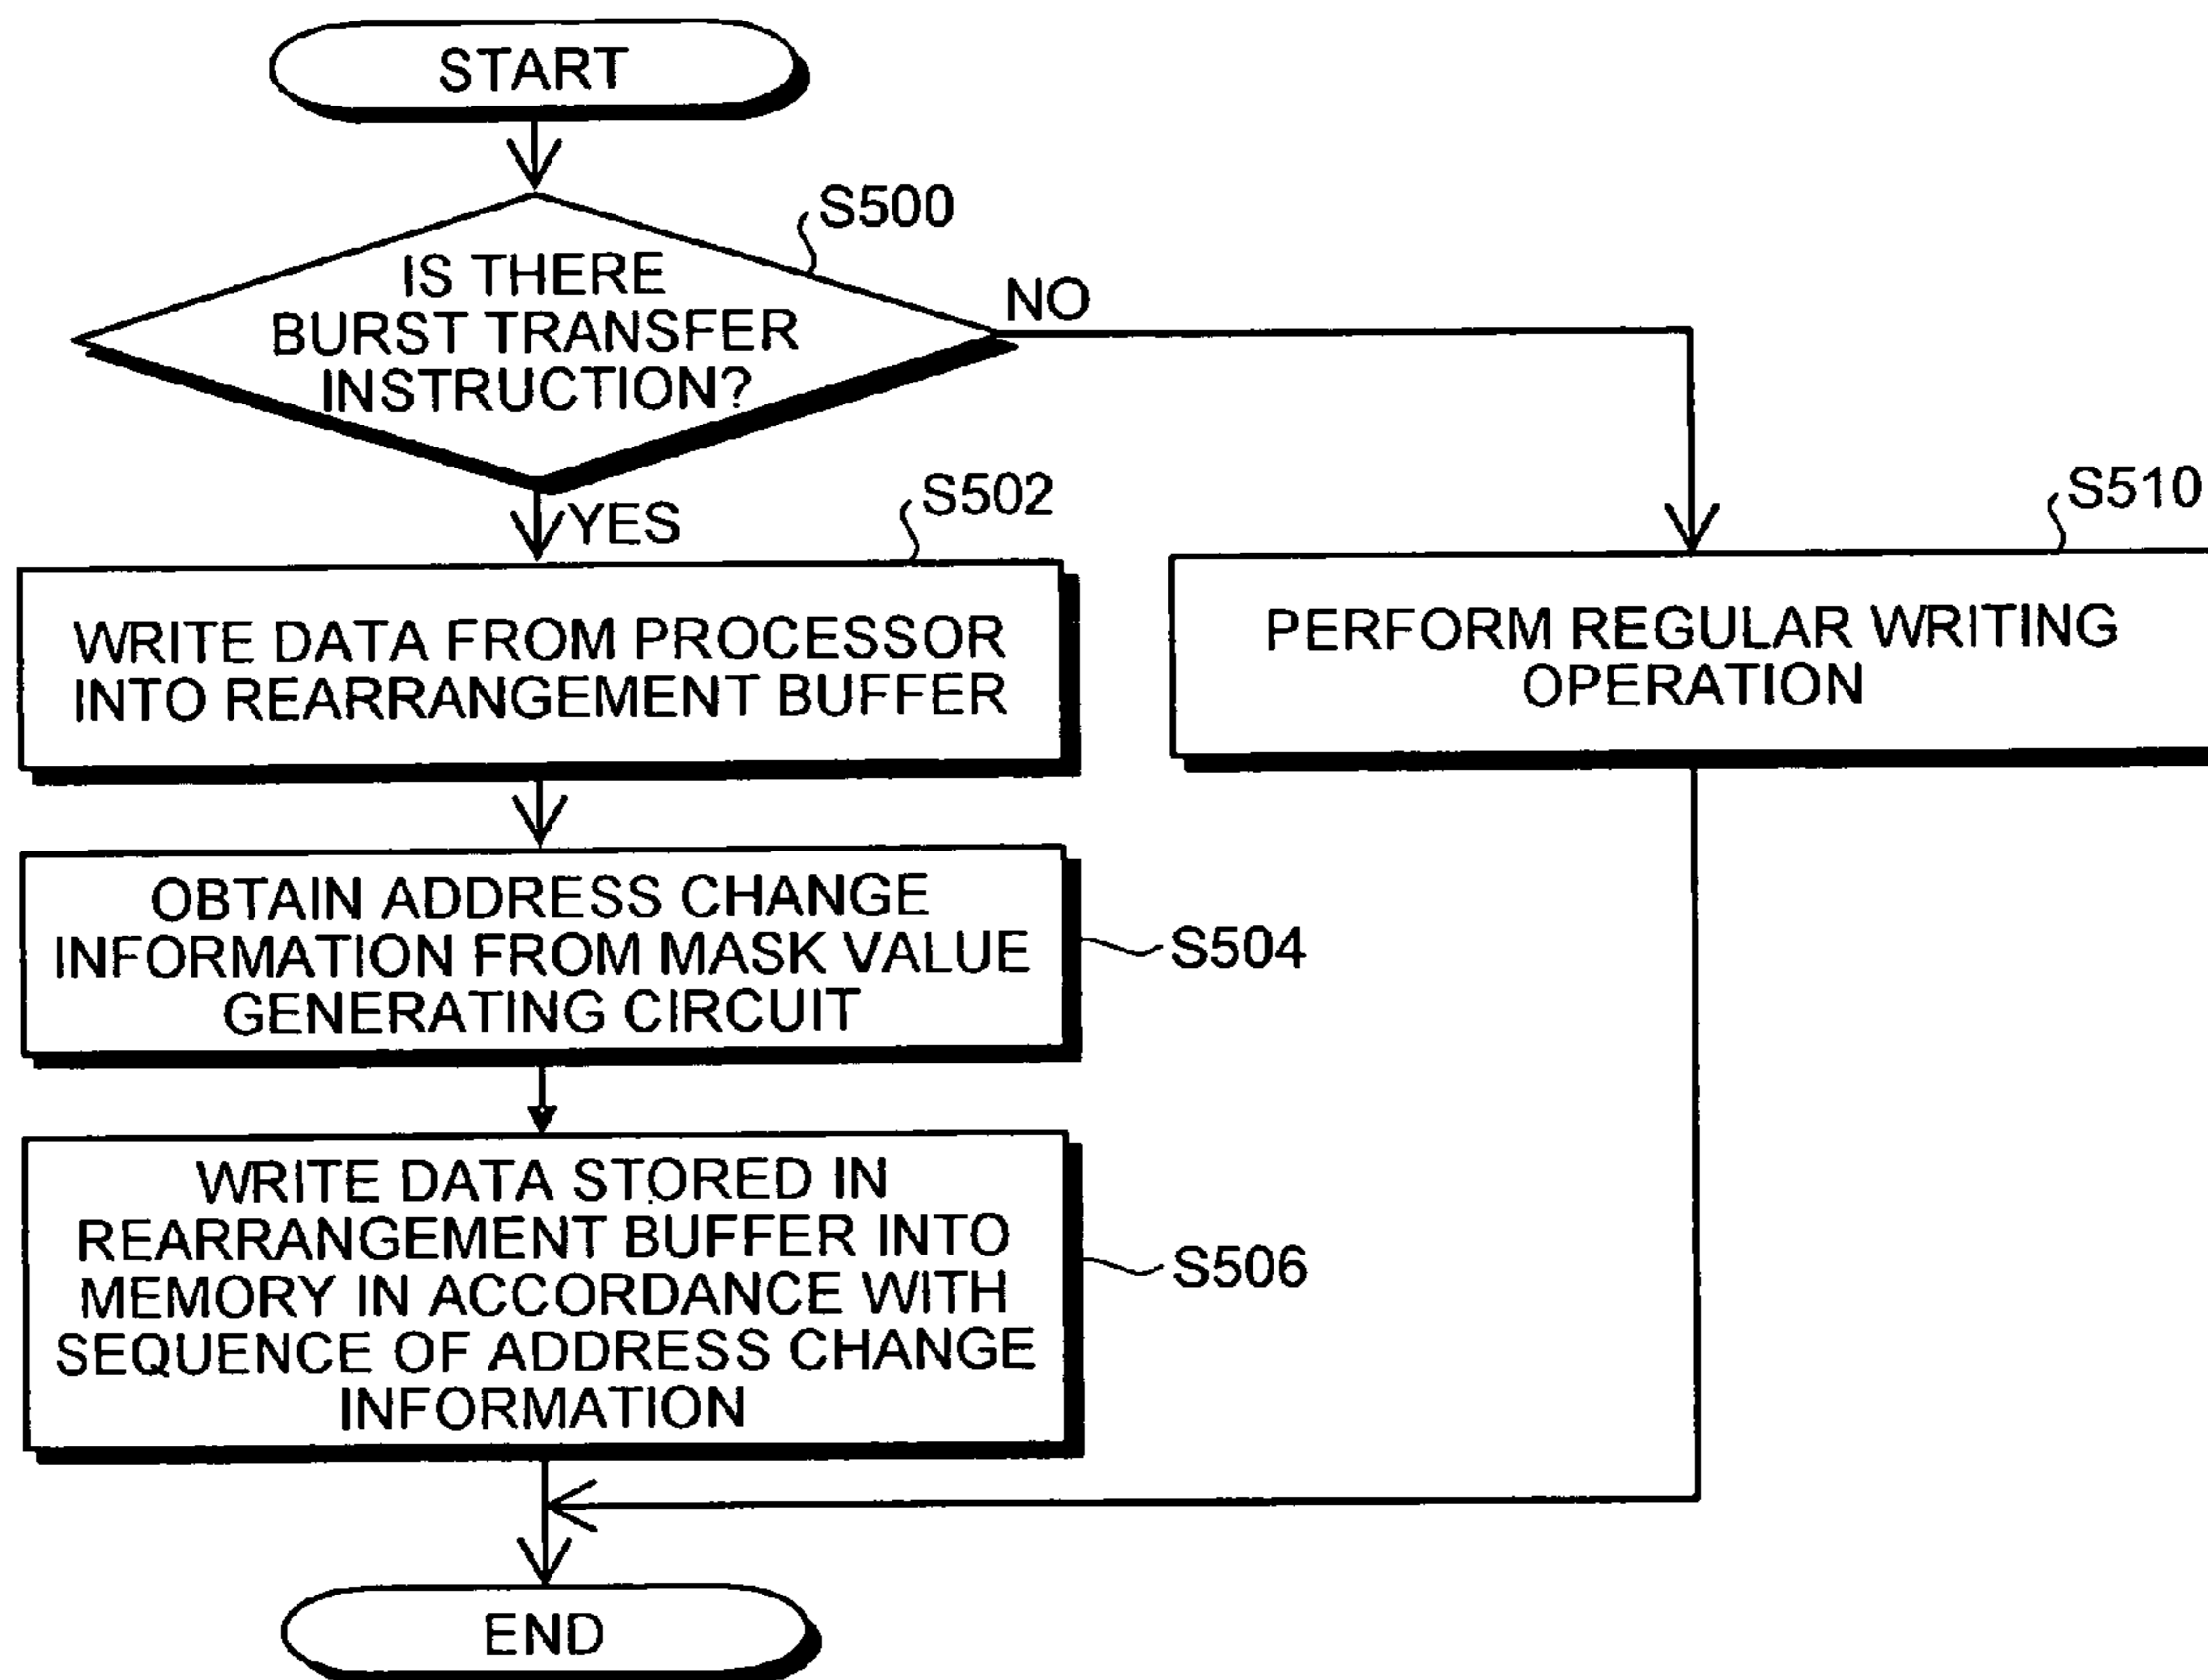 START
S500
IS THERE
BURST TRANSFER
INSTRUCTION?
NO
YES
S502
WRITE DATA FROM PROCESSOR
INTO REARRANGEMENT BUFFER
S510
PERFORM REGULAR WRITING
OPERATION
OBTAIN ADDRESS CHANGE
INFORMATION FROM MASK VALUE
GENERATING CIRCUIT
S504
WRITE DATA STORED IN
REARRANGEMENT BUFFER INTO
MEMORY IN ACCORDANCE WITH
SEQUENCE OF ADDRESS CHANGE
INFORMATION
S506
END